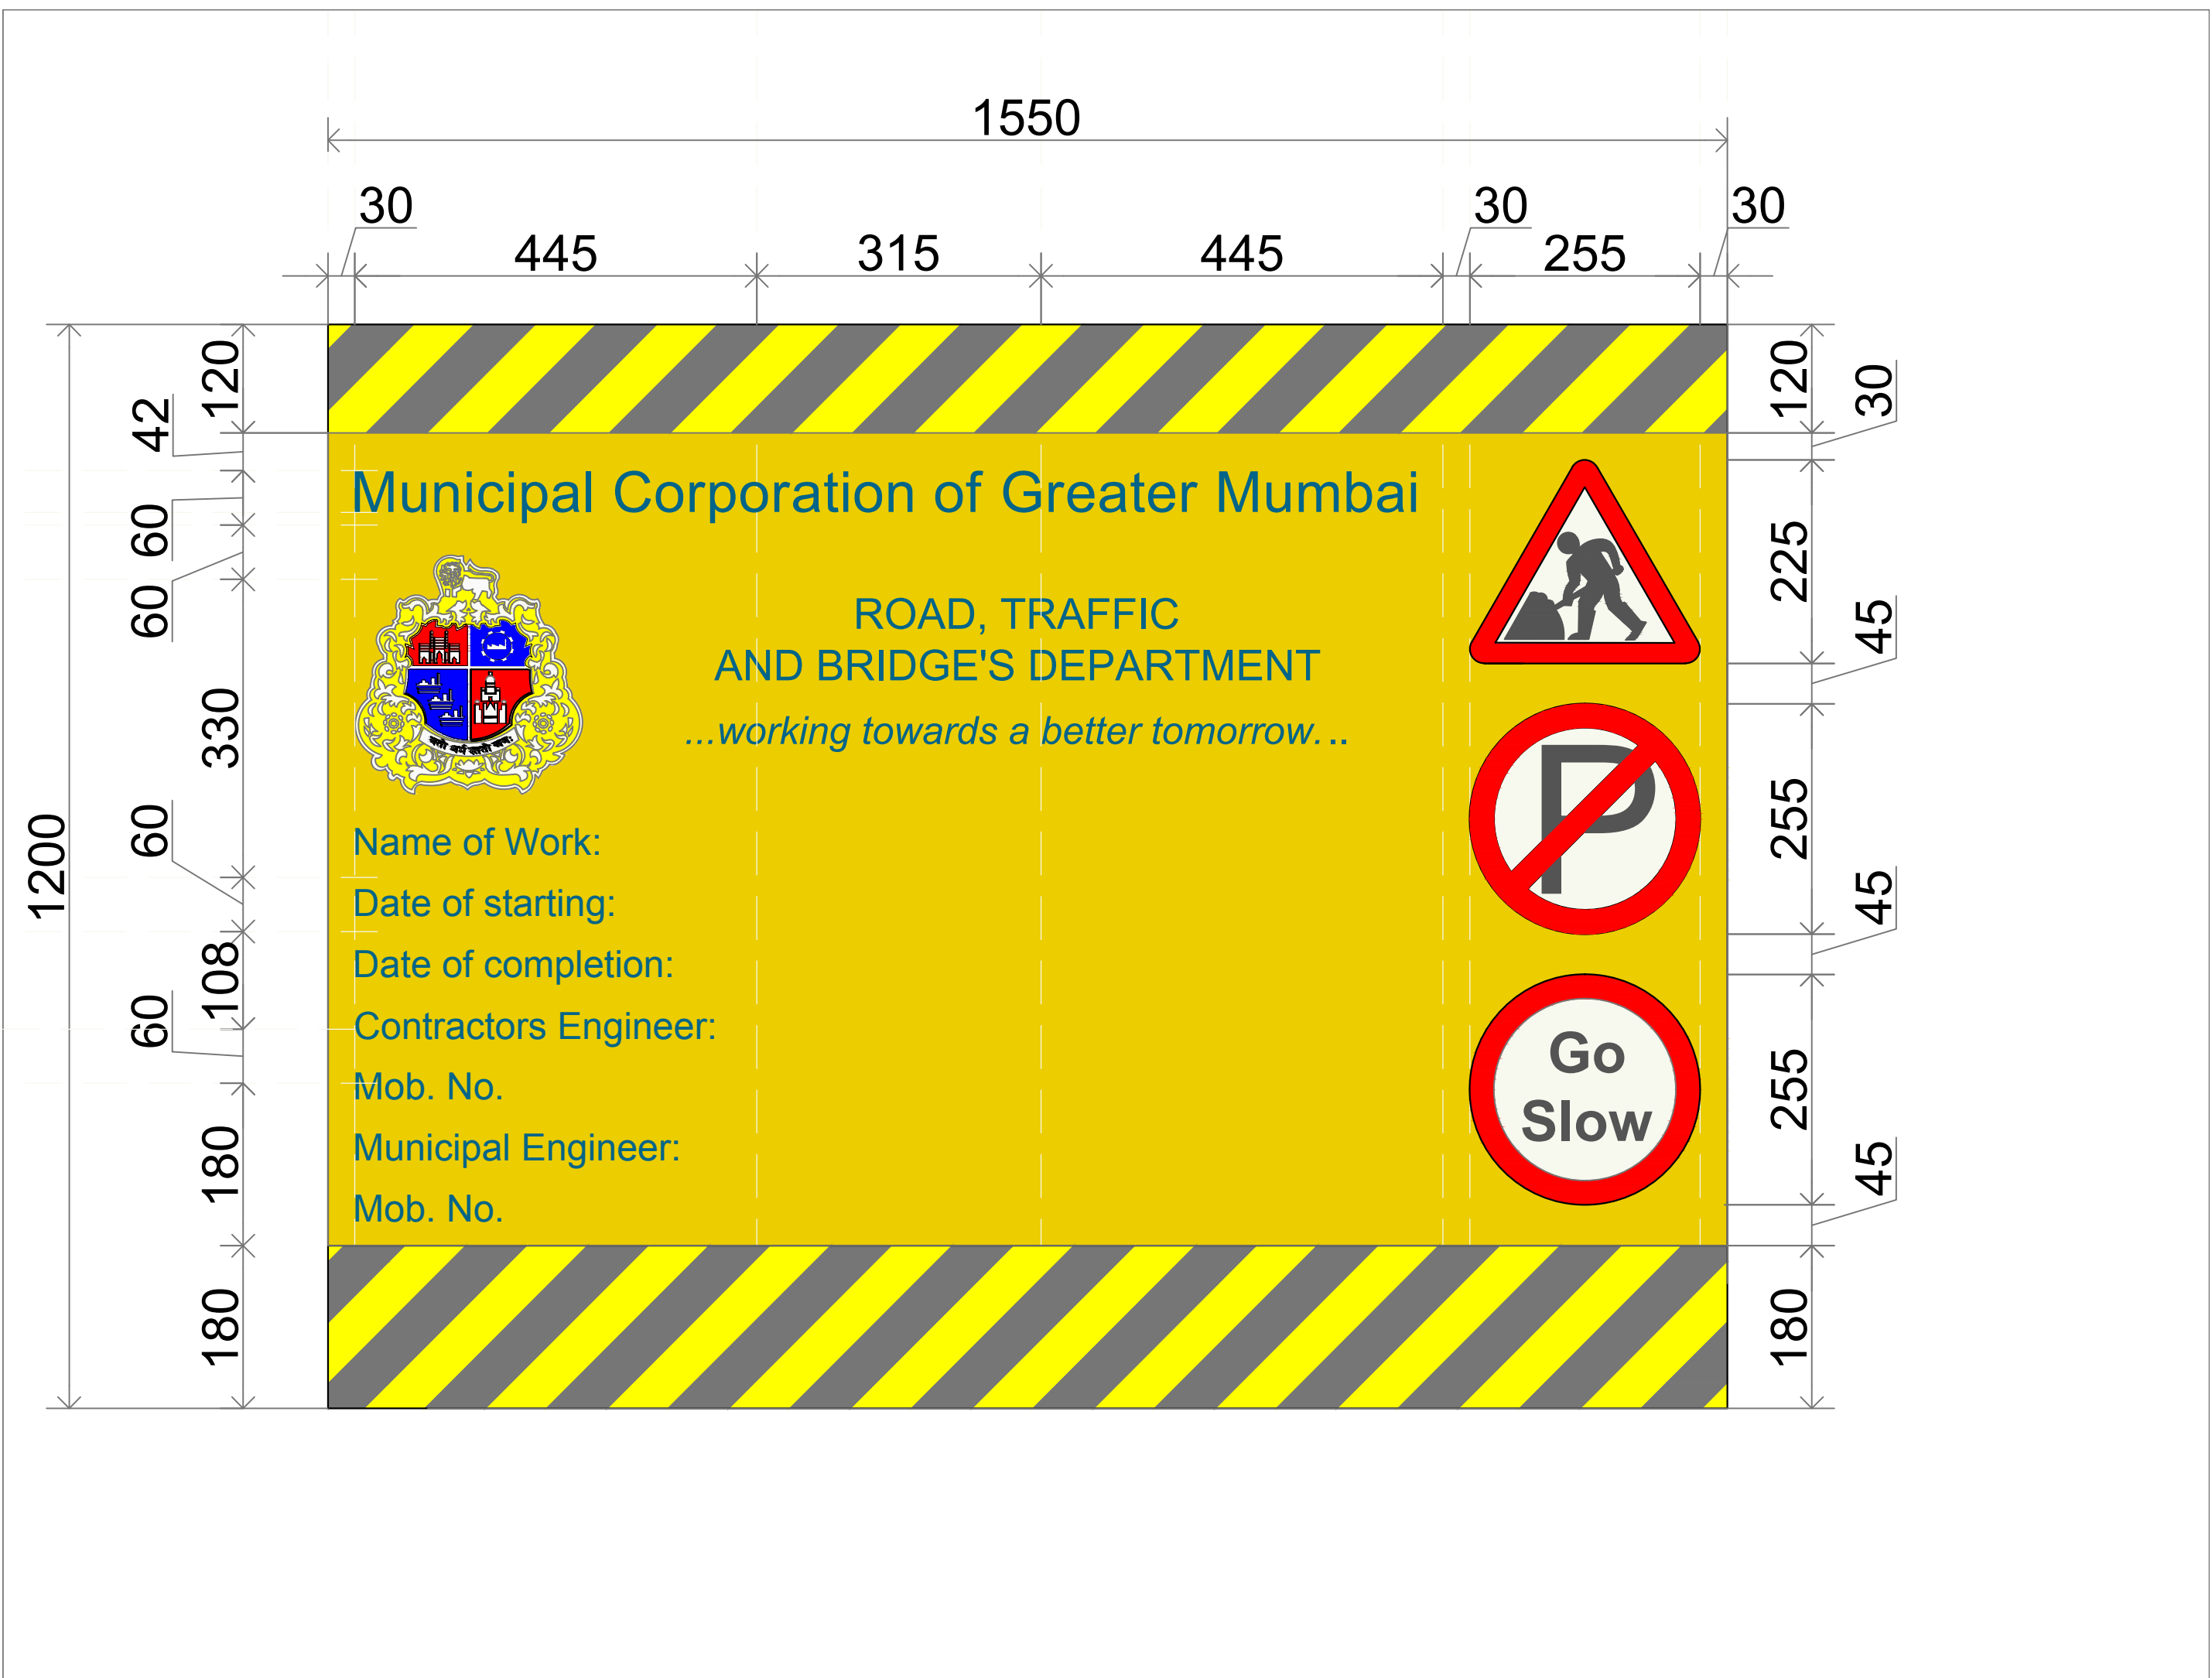 1550
30
30
30
445
315
445
255
120
42
60
60
330
60
108
60
180
180
1200
120
30
225
45
255
45
255
45
180
Municipal Corporation of Greater Mumbai
ROAD, TRAFFIC
AND BRIDGE'S DEPARTMENT
...working towards a better tomorrow...
Name of Work:
Date of starting:
Date of completion:
Contractors Engineer:
Mob. No.
Municipal Engineer:
Mob. No.
P
Go
Slow